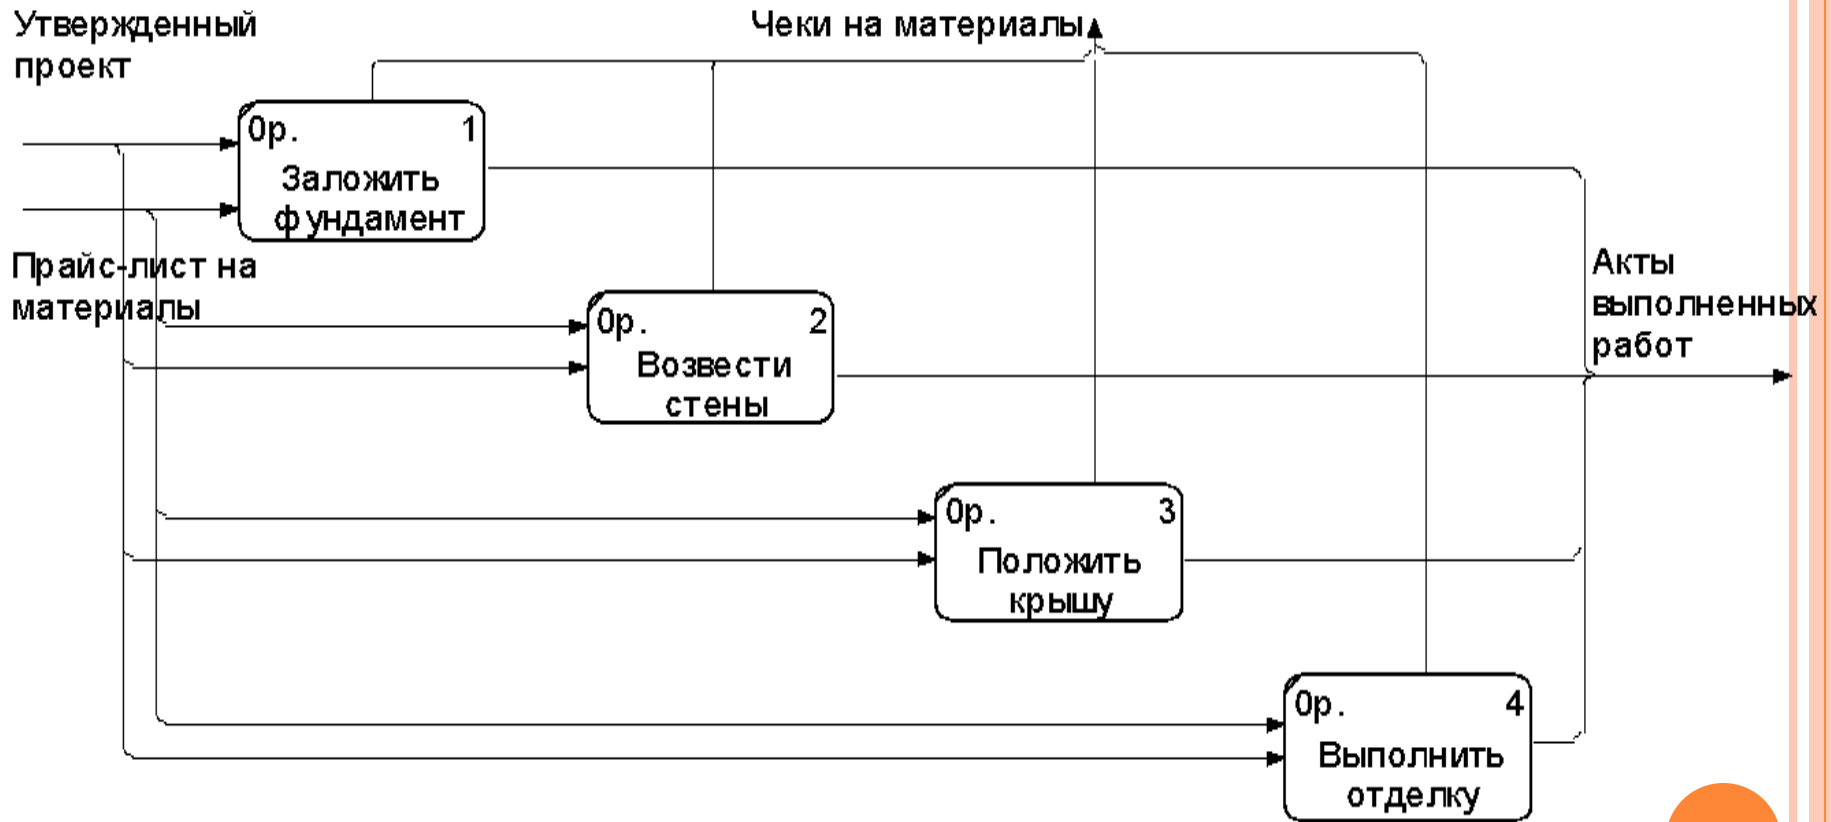 Утвержденный
проект
Чеки на материалы
0р. 1
Заложить
фундамент
Прайс-лист на
материалы
0р. 2
Возвести
стены
Акты
выполненных
работ
0р. 3
Положить
крышу
0р. 4
Выполнить
отделку